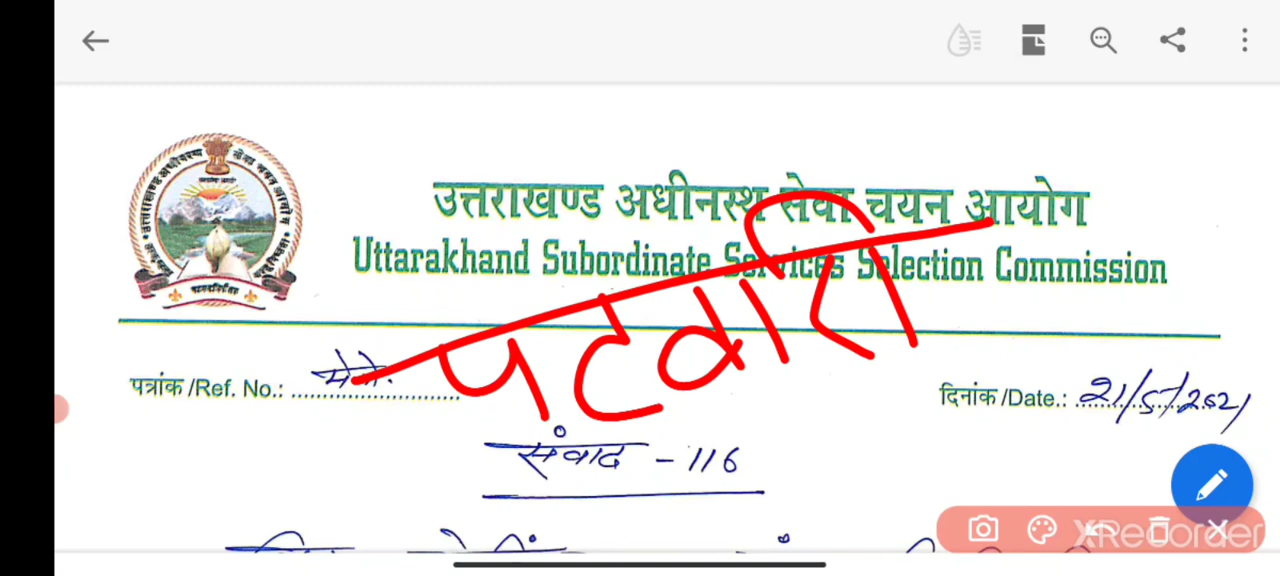 उत्तराखण्ड अधीनस्थ सेवा चयन आयोग
Uttarakhand Subordinate Services Selection Commission
पटवारी
पत्रांक /Ref. No.:
दिनांक /Date.: 21/5/2021
संवाद - 116
XRecorder